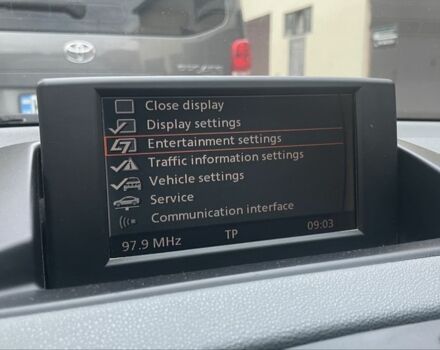 Close display
Display settings
Entertainment settings
Traffic information settings
Vehicle settings
Service
Communication interface
97.9 MHz TP 09:03